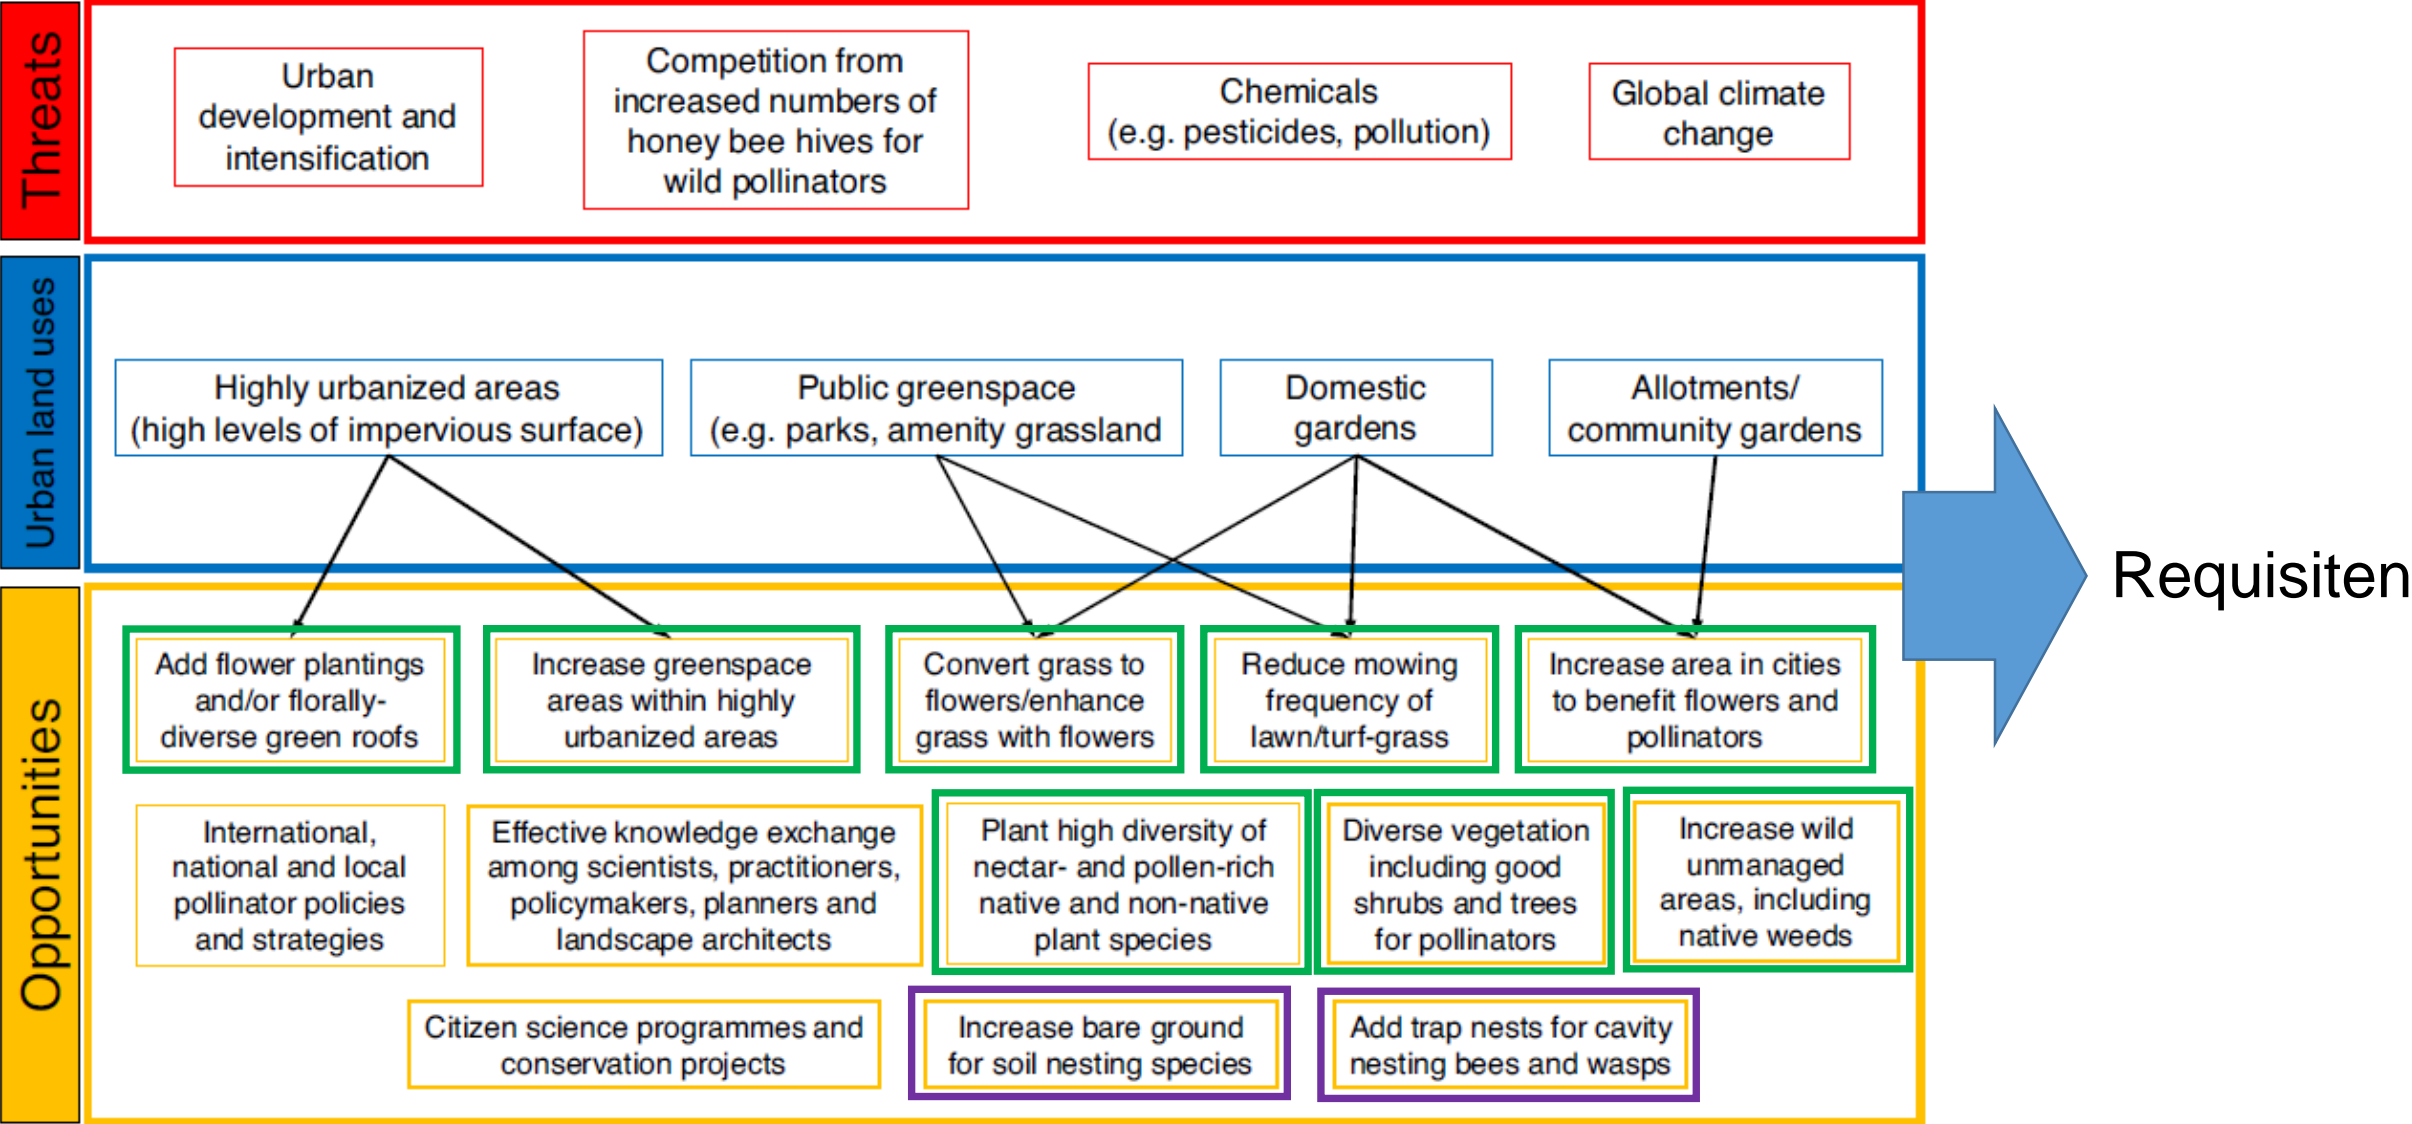 Threats
Urban
development and
intensification
Competition from
increased numbers of
honey bee hives for
wild pollinators
Chemicals
(e.g. pesticides, pollution)
Global climate
change
Urban land uses
Highly urbanized areas
(high levels of impervious surface)
Public greenspace
(e.g. parks, amenity grassland
Domestic
gardens
Allotments/
community gardens
Requisiten
Opportunities
Add flower plantings
and/or florally-
diverse green roofs
Increase greenspace
areas within highly
urbanized areas
Convert grass to
flowers/enhance
grass with flowers
Reduce mowing
frequency of
lawn/turf-grass
Increase area in cities
to benefit flowers and
pollinators
International,
national and local
pollinator policies
and strategies
Effective knowledge exchange
among scientists, practitioners,
policymakers, planners and
landscape architects
Plant high diversity of
nectar- and pollen-rich
native and non-native
plant species
Diverse vegetation
including good
shrubs and trees
for pollinators
Increase wild
unmanaged
areas, including
native weeds
Citizen science programmes and
conservation projects
Increase bare ground
for soil nesting species
Add trap nests for cavity
nesting bees and wasps